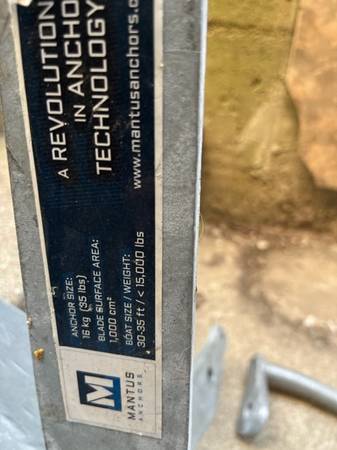 A REVOLUTION
IN ANCHO
TECHNOLOGY
www.mantusanchors.c
ANCHOR SIZE:
16 kg (35 lbs)
BLADE SURFACE AREA:
1,000 cm²
BOAT SIZE / WEIGHT:
30-35 ft / < 15,000 lbs
M
MANTUS
ANCHORS